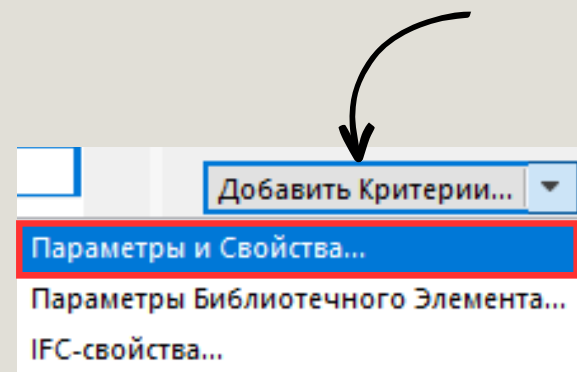 Добавить Критерии...
Параметры и Свойства...
Параметры Библиотечного Элемента...
IFC-свойства...